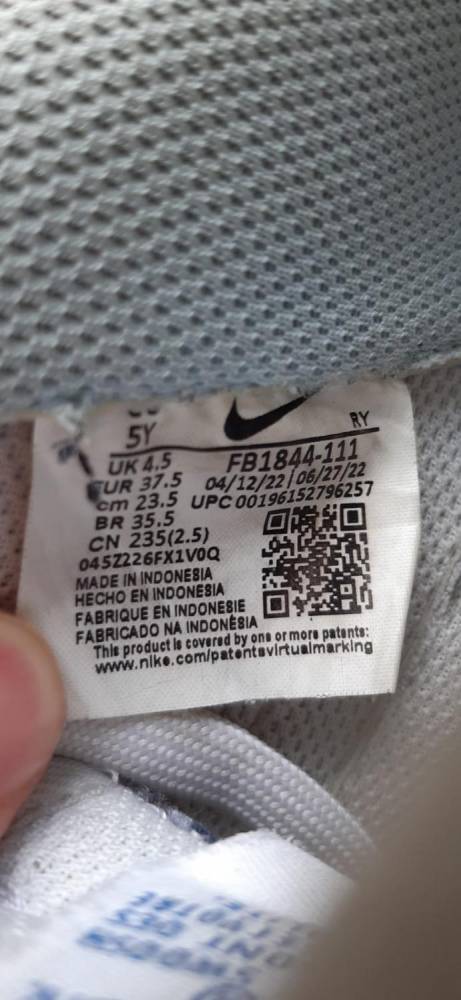 5Y
RY
UK 4.5
FB1844-111
EUR 37.5
04/12/22 | 06/27/22
cm 23.5
UPC 00196152796257
BR 35.5
CN 235(2.5)
045Z226FX1V0Q
MADE IN INDONESIA
HECHO EN INDONESIA
FABRIQUE EN INDONESIE
FABRICADO NA INDONÉSIA
This product is covered by one or more patents:
www.nike.com/patentsvirtualmarking